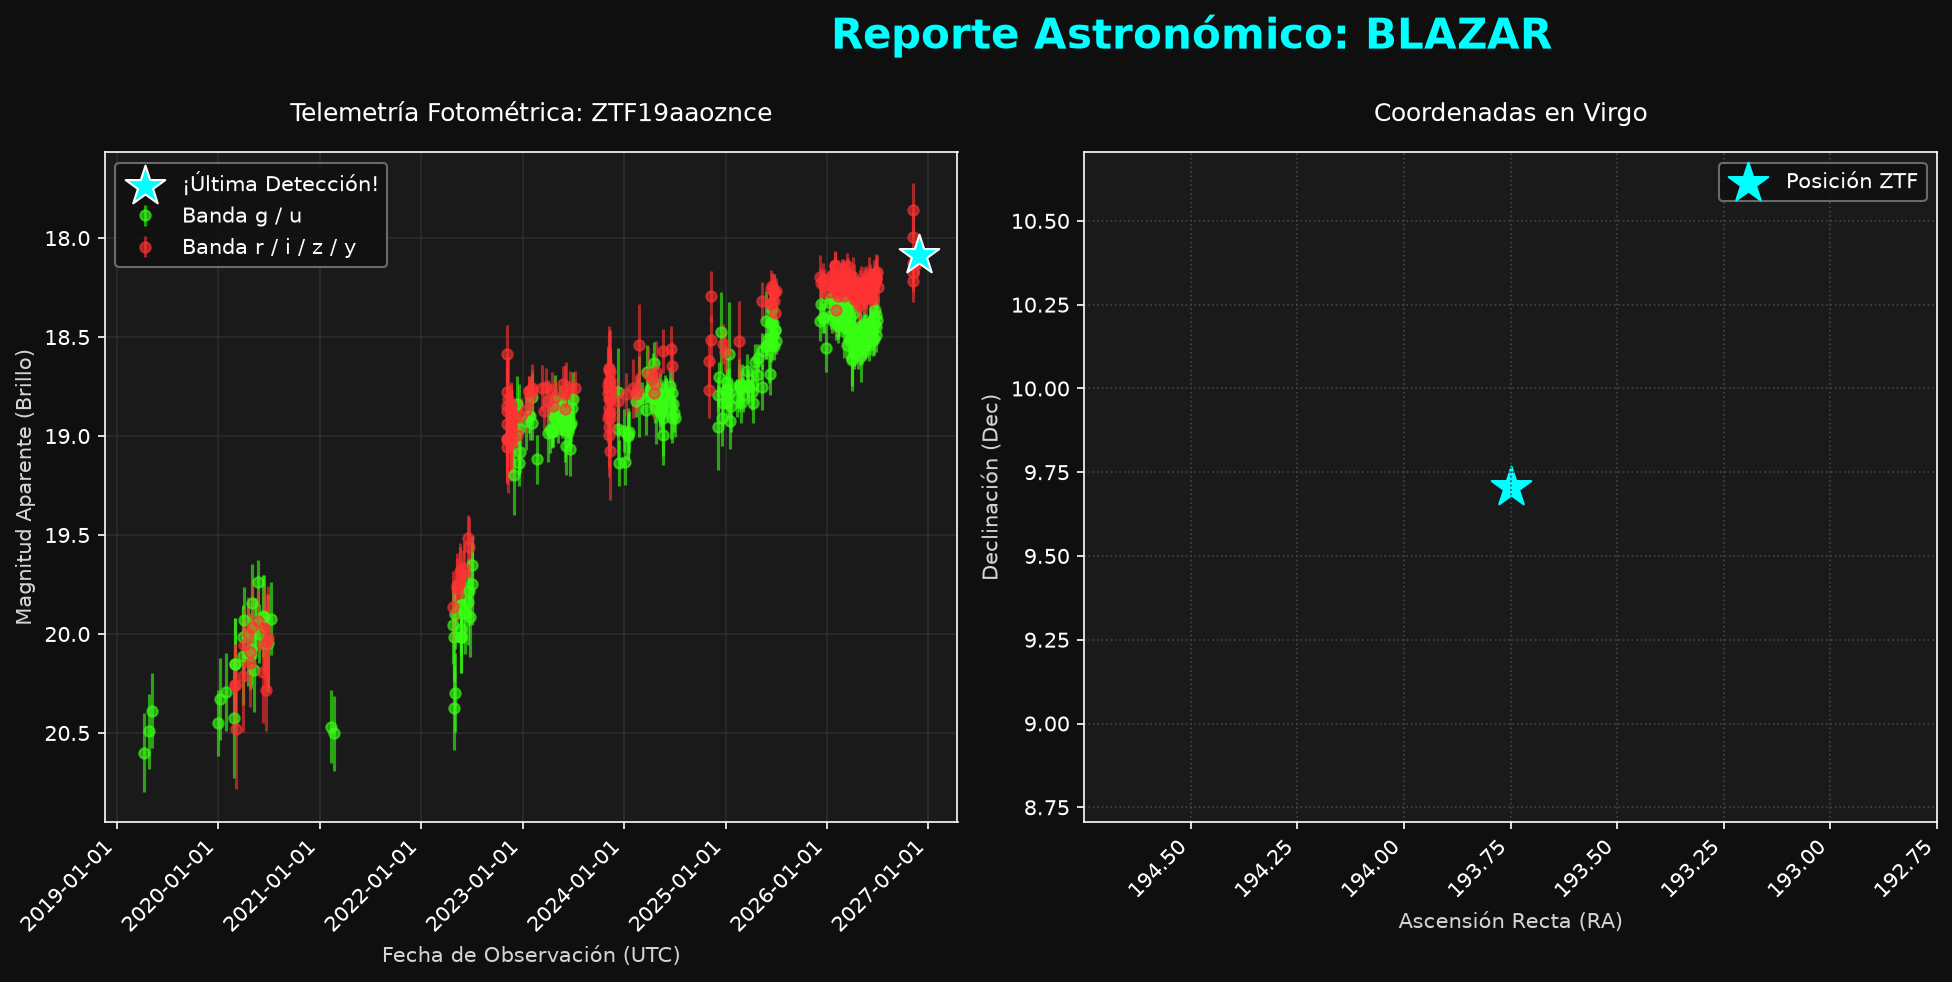 Reporte Astronómico: BLAZAR
Telemetría Fotométrica: ZTF19aaoznce
¡Última Detección!
Banda g / u
Banda r / i / z / y
Magnitud Aparente (Brillo)
18.0
18.5
19.0
19.5
20.0
20.5
2019-01-01
2020-01-01
2021-01-01
2022-01-01
2023-01-01
2024-01-01
2025-01-01
2026-01-01
2027-01-01
Fecha de Observación (UTC)
Coordenadas en Virgo
Posición ZTF
Declinación (Dec)
10.50
10.25
10.00
9.75
9.50
9.25
9.00
8.75
194.50
194.25
194.00
193.75
193.50
193.25
193.00
192.75
Ascensión Recta (RA)